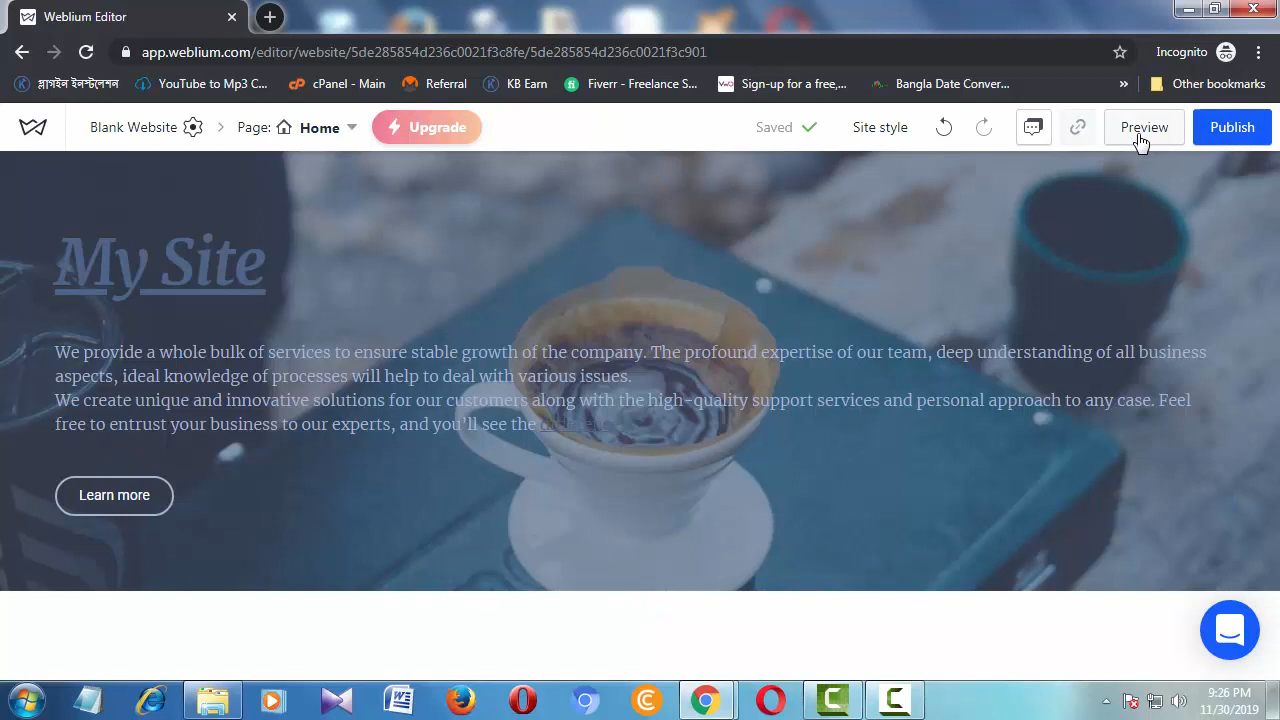 Weblium Editor
app.weblium.com/editor/website/5de285854d236c0021f3c8fe/5de285854d236c0021f3c901
Incognito
প্লাগইন ইনস্টলেশন
YouTube to Mp3 C...
cPanel - Main
Referral
KB Earn
Fiverr - Freelance S...
Sign-up for a free,...
Bangla Date Conver...
»
Other bookmarks
Blank Website
Page: Home
Upgrade
Saved
Site style
Preview
Publish
My Site
We provide a whole bulk of services to ensure stable growth of the company. The profound expertise of our team, deep understanding of all business
aspects, ideal knowledge of processes will help to deal with various issues.
We create unique and innovative solutions for our customers along with the high-quality support services and personal approach to any case. Feel
free to entrust your business to our experts, and you'll see the
Learn more
9:26 PM
11/30/2019